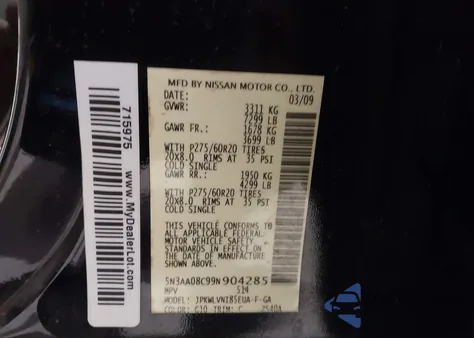 MFD BY NISSAN MOTOR CO., LTD.
DATE: 03/09
GVWR: 3311 KG
7299 LB
GAWR FR.: 1678 KG
3699 LB
WITH P275/60R20 TIRES
20X8.0 RIMS AT 35 PSI
COLD SINGLE
GAWR RR.: 1950 KG
4299 LB
WITH P275/60R20 TIRES
20X8.0 RIMS AT 35 PSI
COLD SINGLE
THIS VEHICLE CONFORMS TO
ALL APPLICABLE FEDERAL
MOTOR VEHICLE SAFETY
STANDARDS IN EFFECT ON
THE DATE OF MANUFACTURE
SHOWN ABOVE.
5N3AA08C99N904285
MPV
MODEL: JPKWLVNI85EUA-F-GA
COLOR: G10 TRIM: C
715975
www.MyDealerLot.com